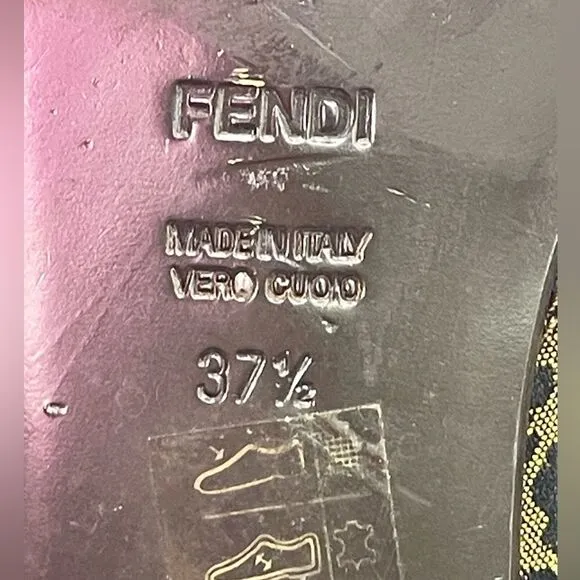 FENDI
MADE IN ITALY
VERO CUOIO
37½